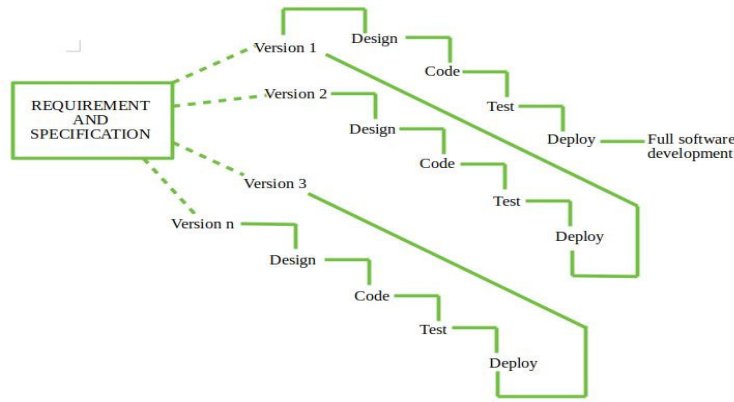 REQUIREMENT
AND
SPECIFICATION
Version 1
Design
Code
Test
Deploy
Full software
development
Version 2
Design
Code
Test
Deploy
Version 3
Version n
Design
Code
Test
Deploy